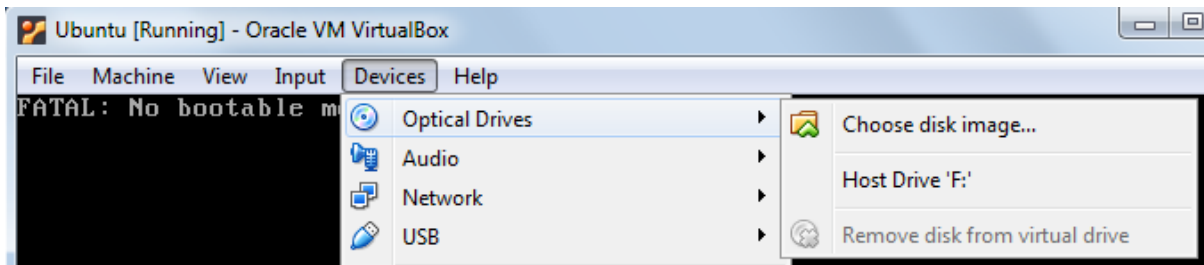 Ubuntu [Running] - Oracle VM VirtualBox
File Machine View Input Devices Help
FATAL: No bootable
Optical Drives
Audio
Network
USB
Choose disk image...
Host Drive 'F:'
Remove disk from virtual drive